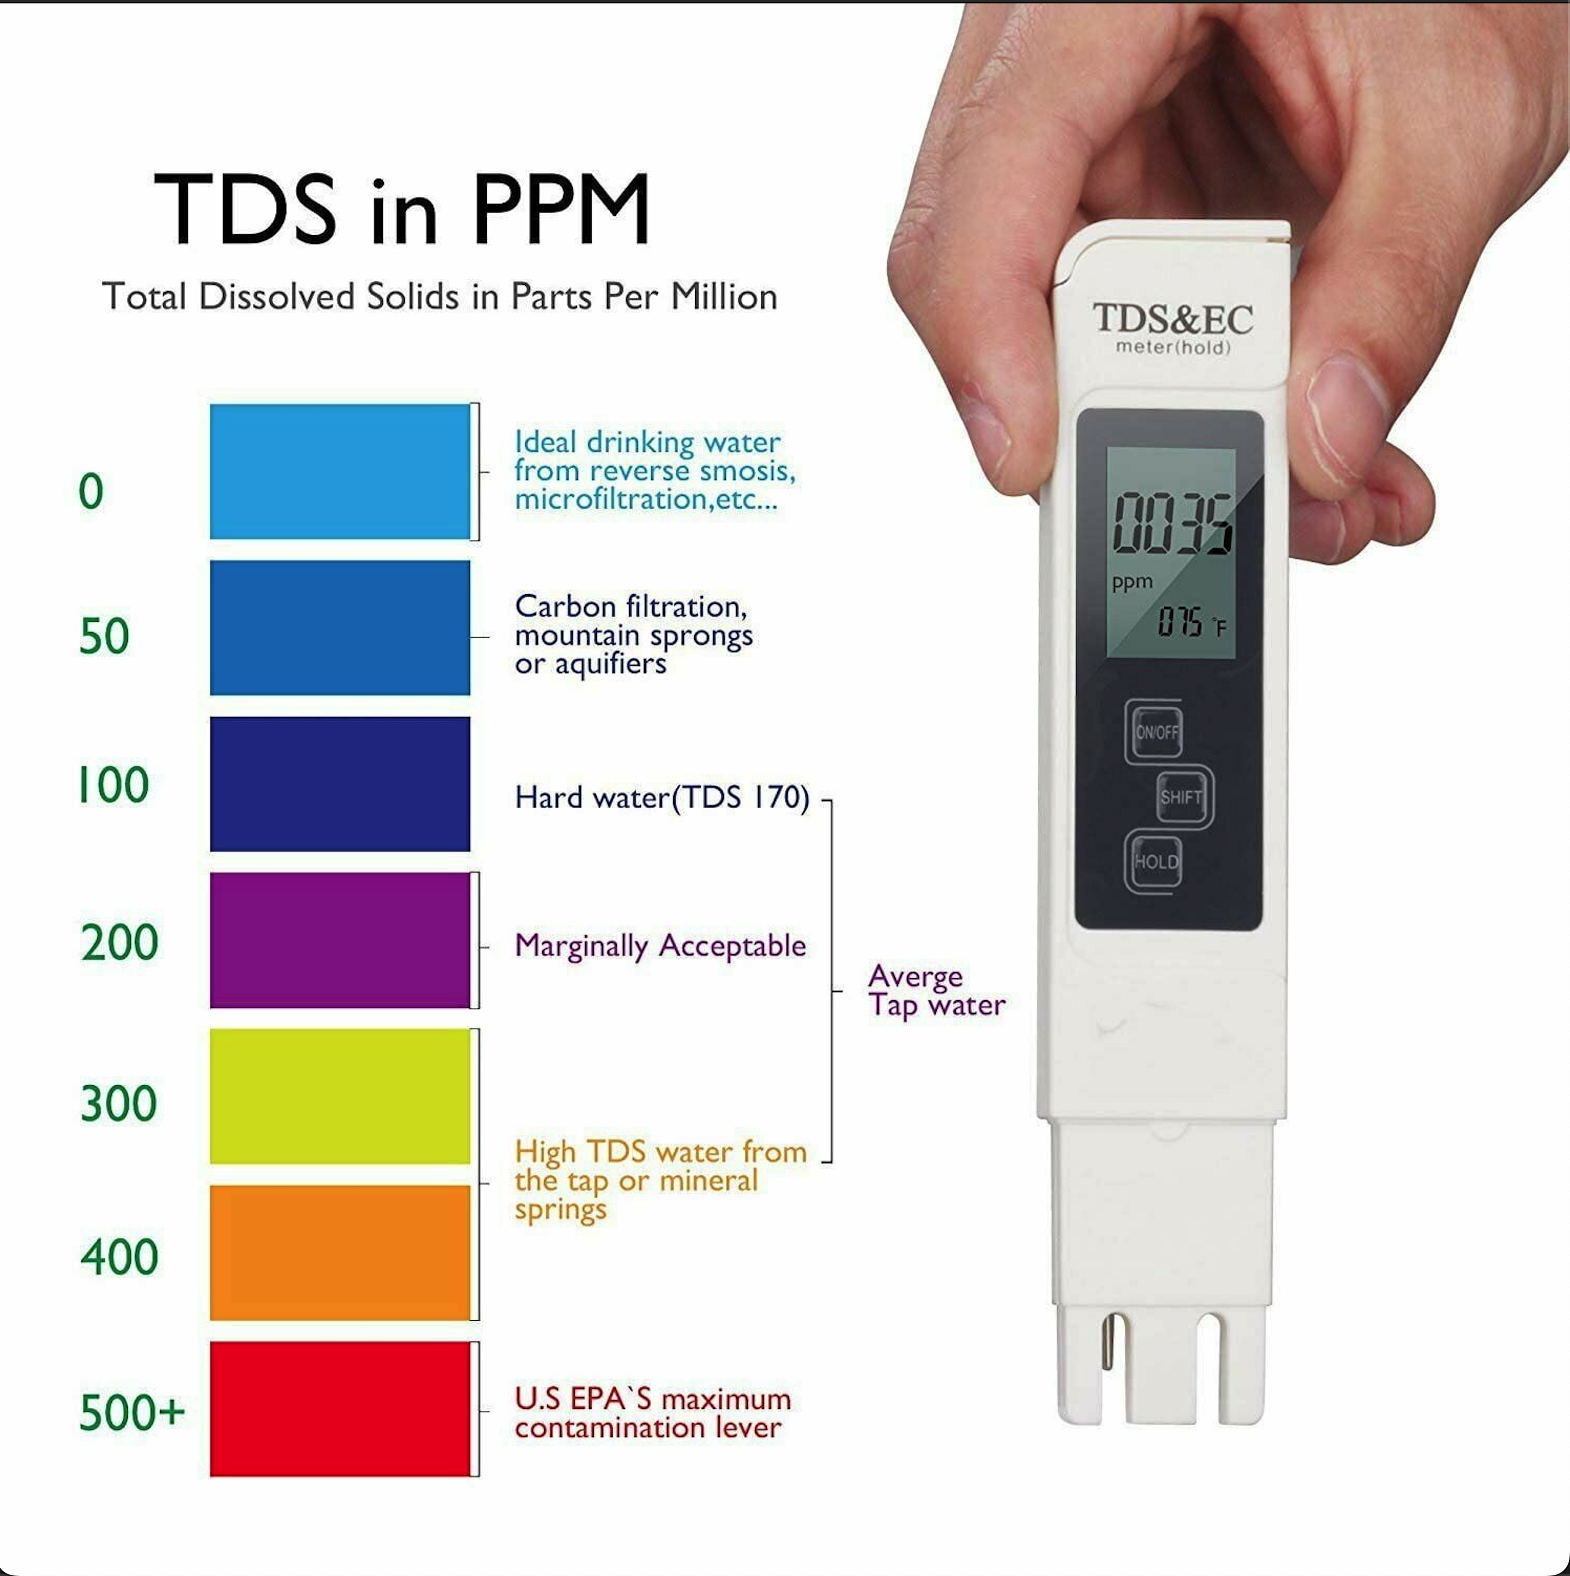 TDS in PPM
Total Dissolved Solids in Parts Per Million
0
Ideal drinking water
from reverse smosis,
microfiltration,etc...
50
Carbon filtration,
mountain sprongs
or aquifiers
100
Hard water(TDS 170)
200
Marginally Acceptable
Averge
Tap water
300
High TDS water from
the tap or mineral
springs
400
500+
U.S EPA`S maximum
contamination lever
TDS&EC
meter(hold)
0035
ppm
075 °F
ON/OFF
SHIFT
HOLD